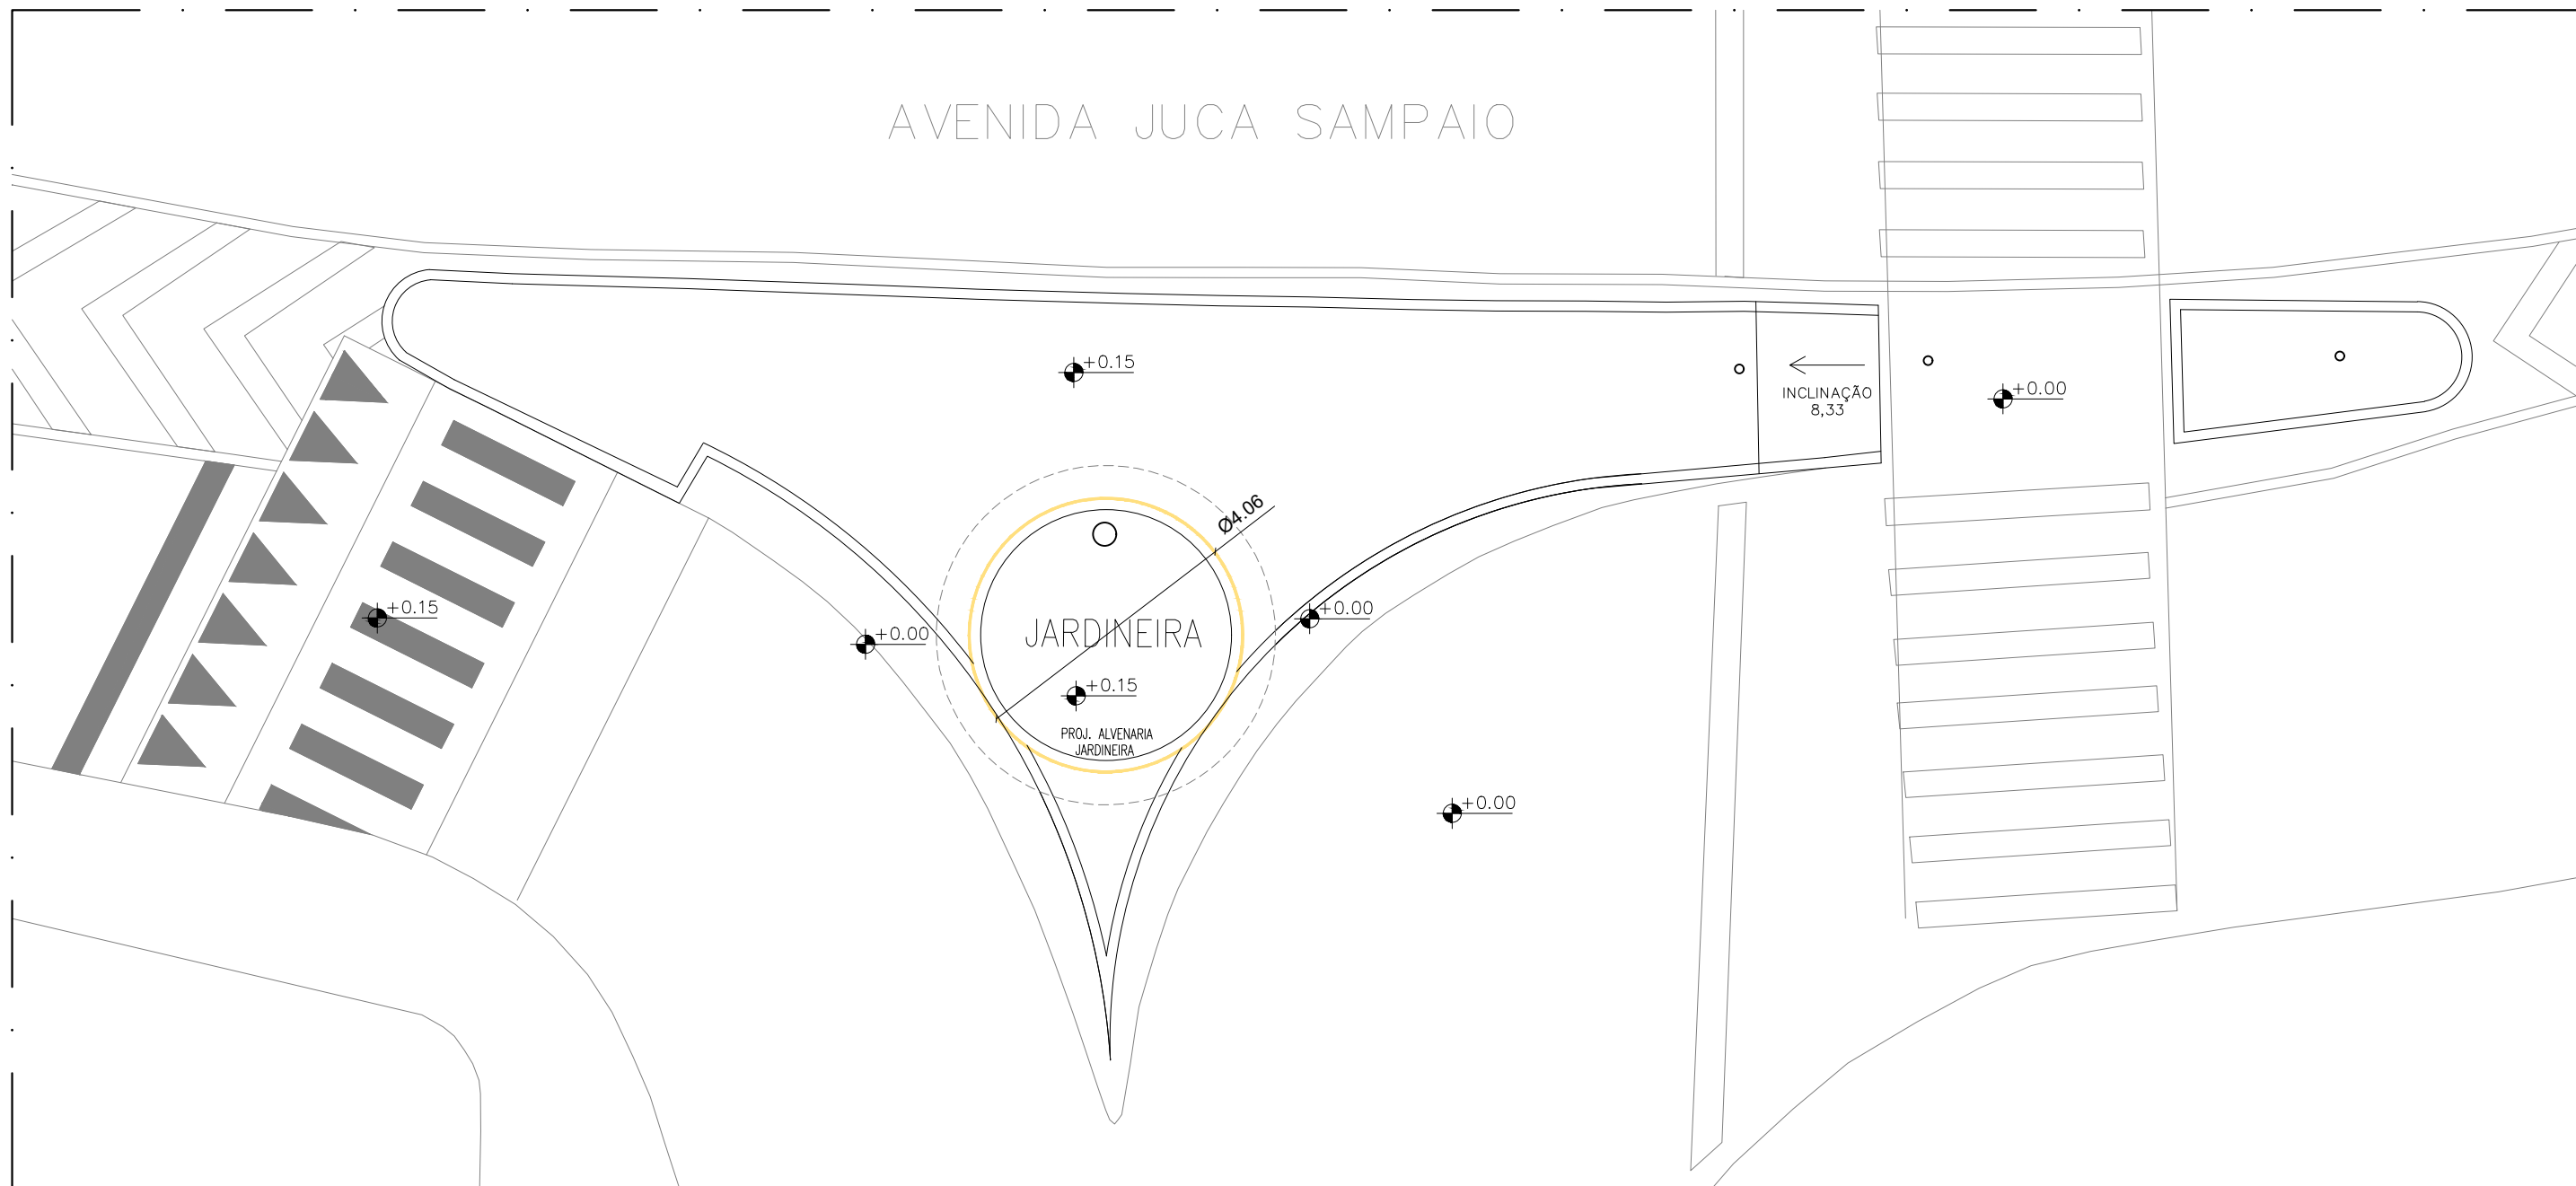 AVENIDA JUCA SAMPAIO
+0.15
INCLINAÇÃO
8,33
+0.00
Ø4.06
+0.15
+0.00
+0.00
JARDINEIRA
+0.15
PROJ. ALVENARIA
JARDINEIRA
+0.00